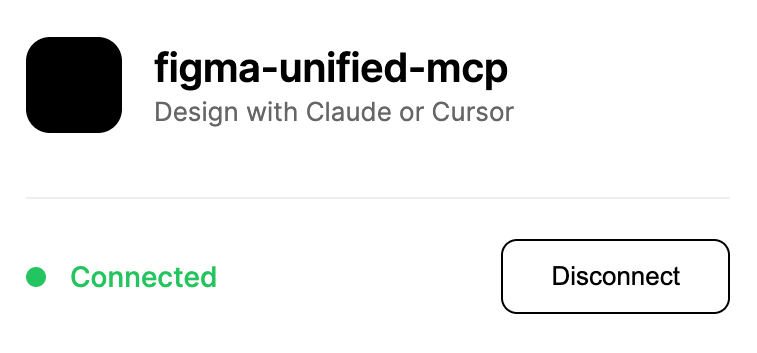 figma-unified-mcp
Design with Claude or Cursor
Connected
Disconnect